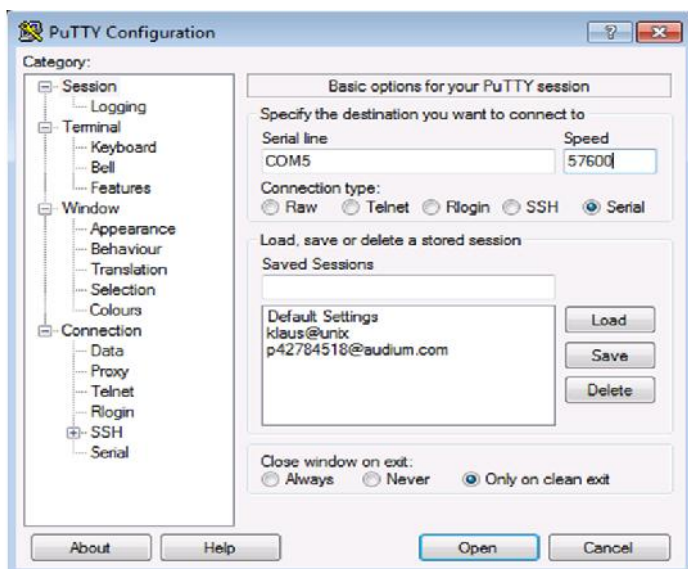 PuTTY Configuration
Category:
Session
Logging
Terminal
Keyboard
Bell
Features
Window
Appearance
Behaviour
Translation
Selection
Colours
Connection
Data
Proxy
Telnet
Rlogin
SSH
Serial
Basic options for your PuTTY session
Specify the destination you want to connect to
Serial line Speed
COM5 57600
Connection type:
Raw Telnet Rlogin SSH Serial
Load, save or delete a stored session
Saved Sessions
Default Settings
klaus@unix
p42784518@audium.com
Load
Save
Delete
Close window on exit:
Always Never Only on clean exit
About Help Open Cancel